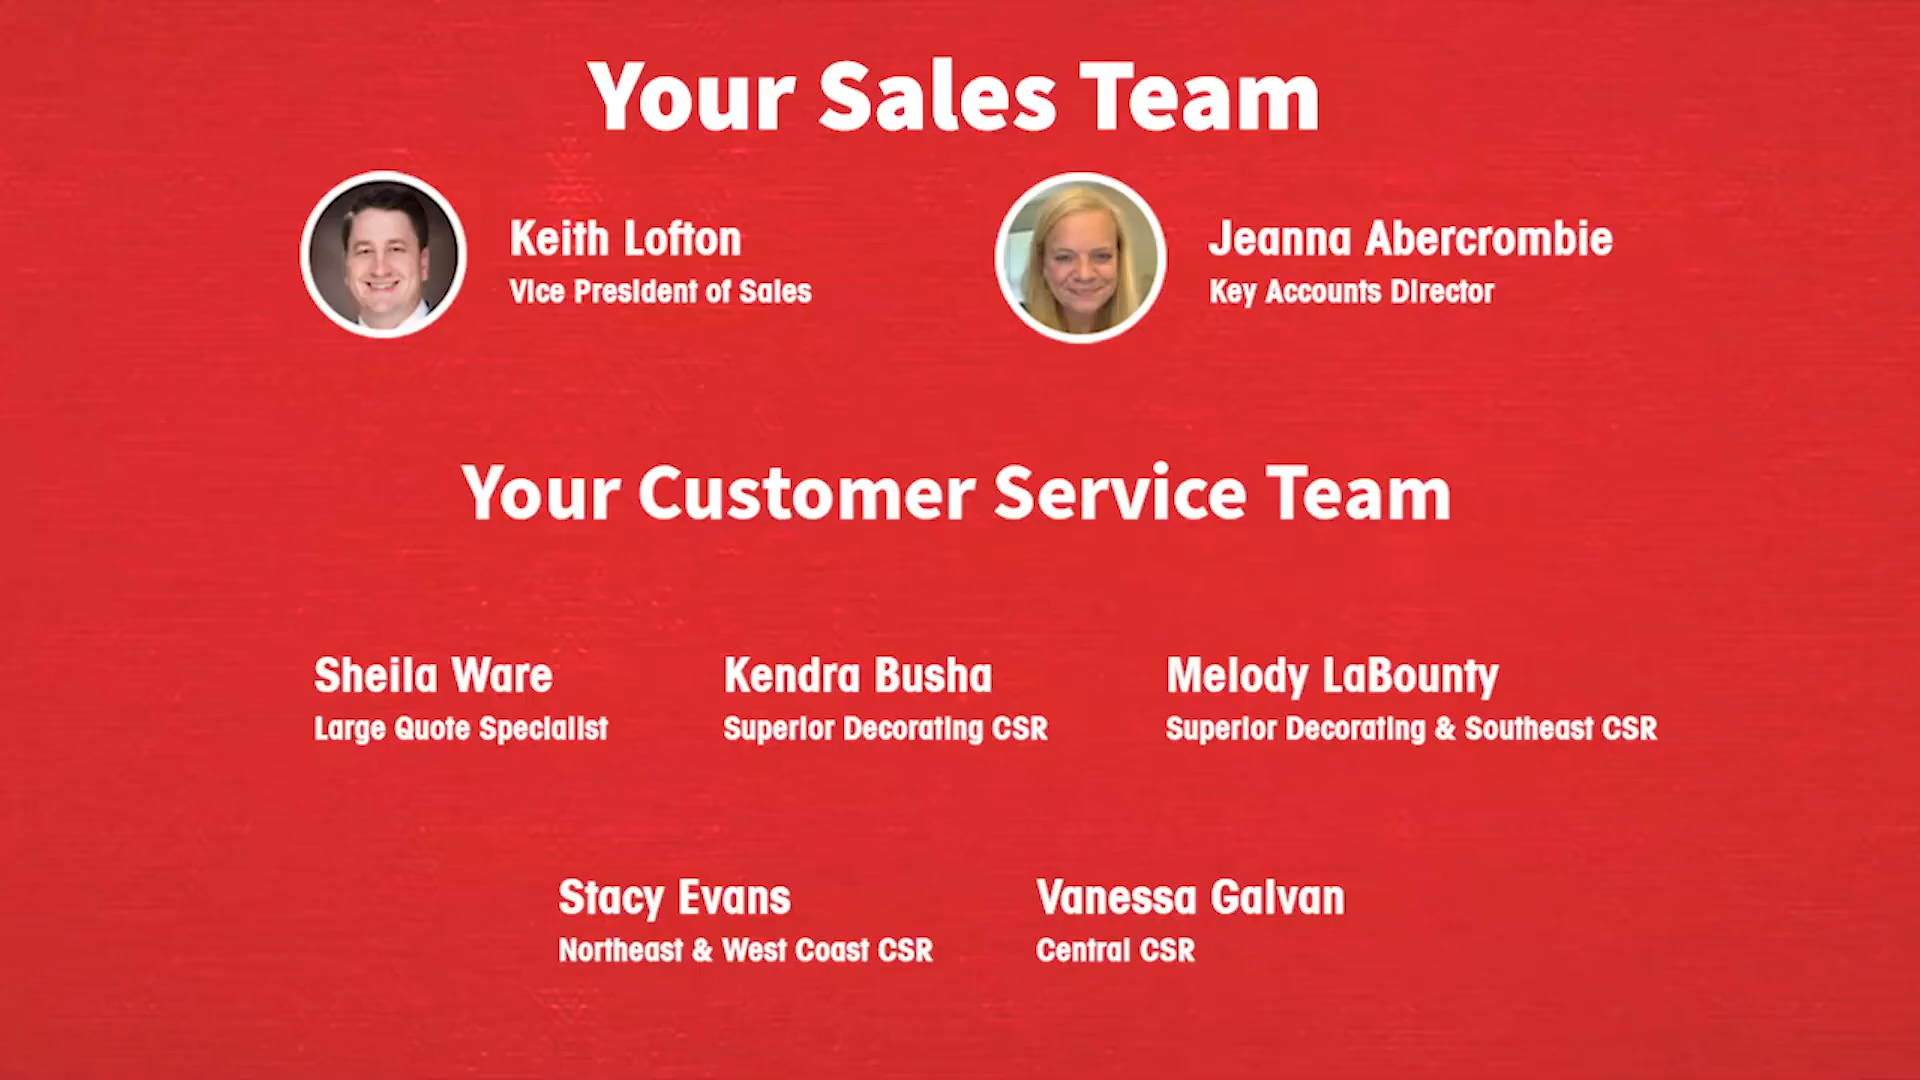 Your Sales Team
Keith Lofton
Vice President of Sales
Jeanna Abercrombie
Key Accounts Director
Your Customer Service Team
Sheila Ware
Large Quote Specialist
Kendra Busha
Superior Decorating CSR
Melody LaBounty
Superior Decorating & Southeast CSR
Stacy Evans
Northeast & West Coast CSR
Vanessa Galvan
Central CSR